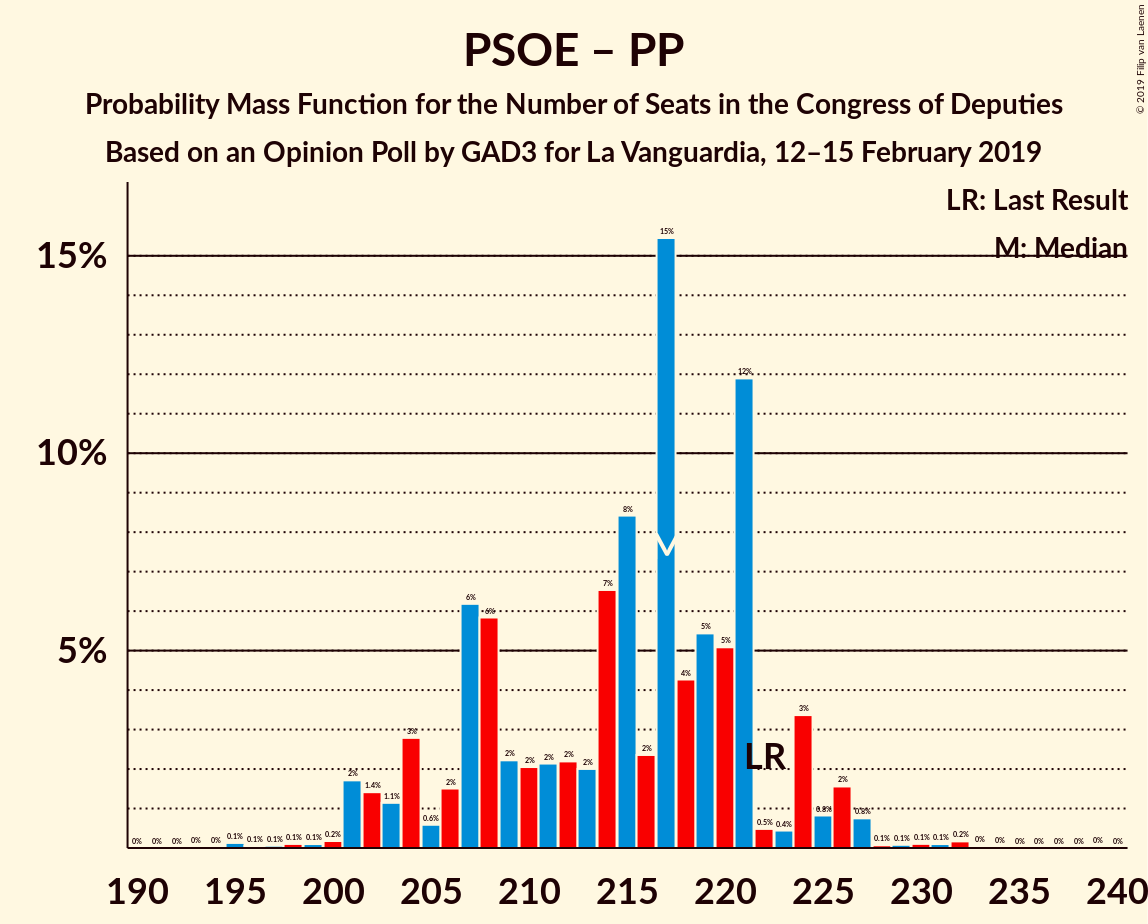 PSOE – PP
Probability Mass Function for the Number of Seats in the Congress of Deputies
Based on an Opinion Poll by GAD3 for La Vanguardia, 12–15 February 2019
© 2019 Filip van Laenen
LR: Last Result
M: Median
15%
10%
5%
0% 0% 0% 0% 0% 0.1% 0.1% 0.1% 0.1% 0.1% 0.2% 2% 1.4% 1.1% 3% 0.6% 2% 6% 6% 2% 2% 2% 2% 2% 7% 8% 2% 15% 4% 5% 5% 12% 0.5% 0.4% 3% 0.8% 2% 0.8% 0.1% 0.1% 0.1% 0.1% 0.2% 0% 0% 0% 0% 0% 0% 0% 0%
LR
190 195 200 205 210 215 220 225 230 235 240